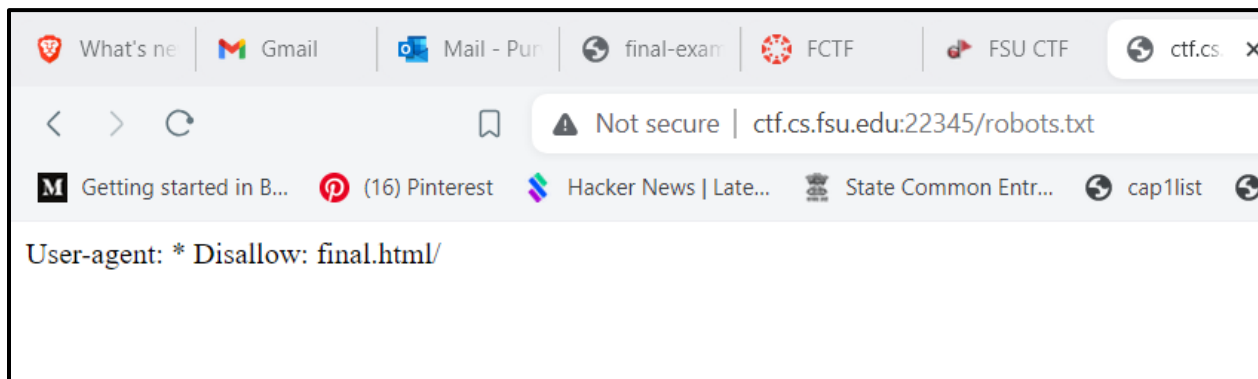 What's ne
Gmail
Mail - Pur
final-exam
FCTF
FSU CTF
ctf.cs.
Not secure | ctf.cs.fsu.edu:22345/robots.txt
M Getting started in B...
(16) Pinterest
Hacker News | Late...
State Common Entr...
cap1list
User-agent: * Disallow: final.html/